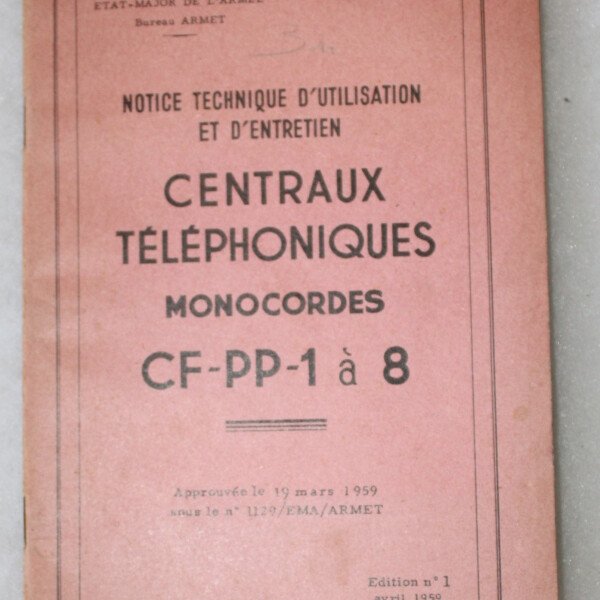 ETAT-MAJOR DE L'ARMEE
Bureau ARMET
NOTICE TECHNIQUE D'UTILISATION
ET D'ENTRETIEN
CENTRAUX
TÉLÉPHONIQUES
MONOCORDES
CF-PP-1 à 8
Approuvée le 19 mars 1959
sous le n° 1129/EMA/ARMET
Edition n° 1
avril 1959